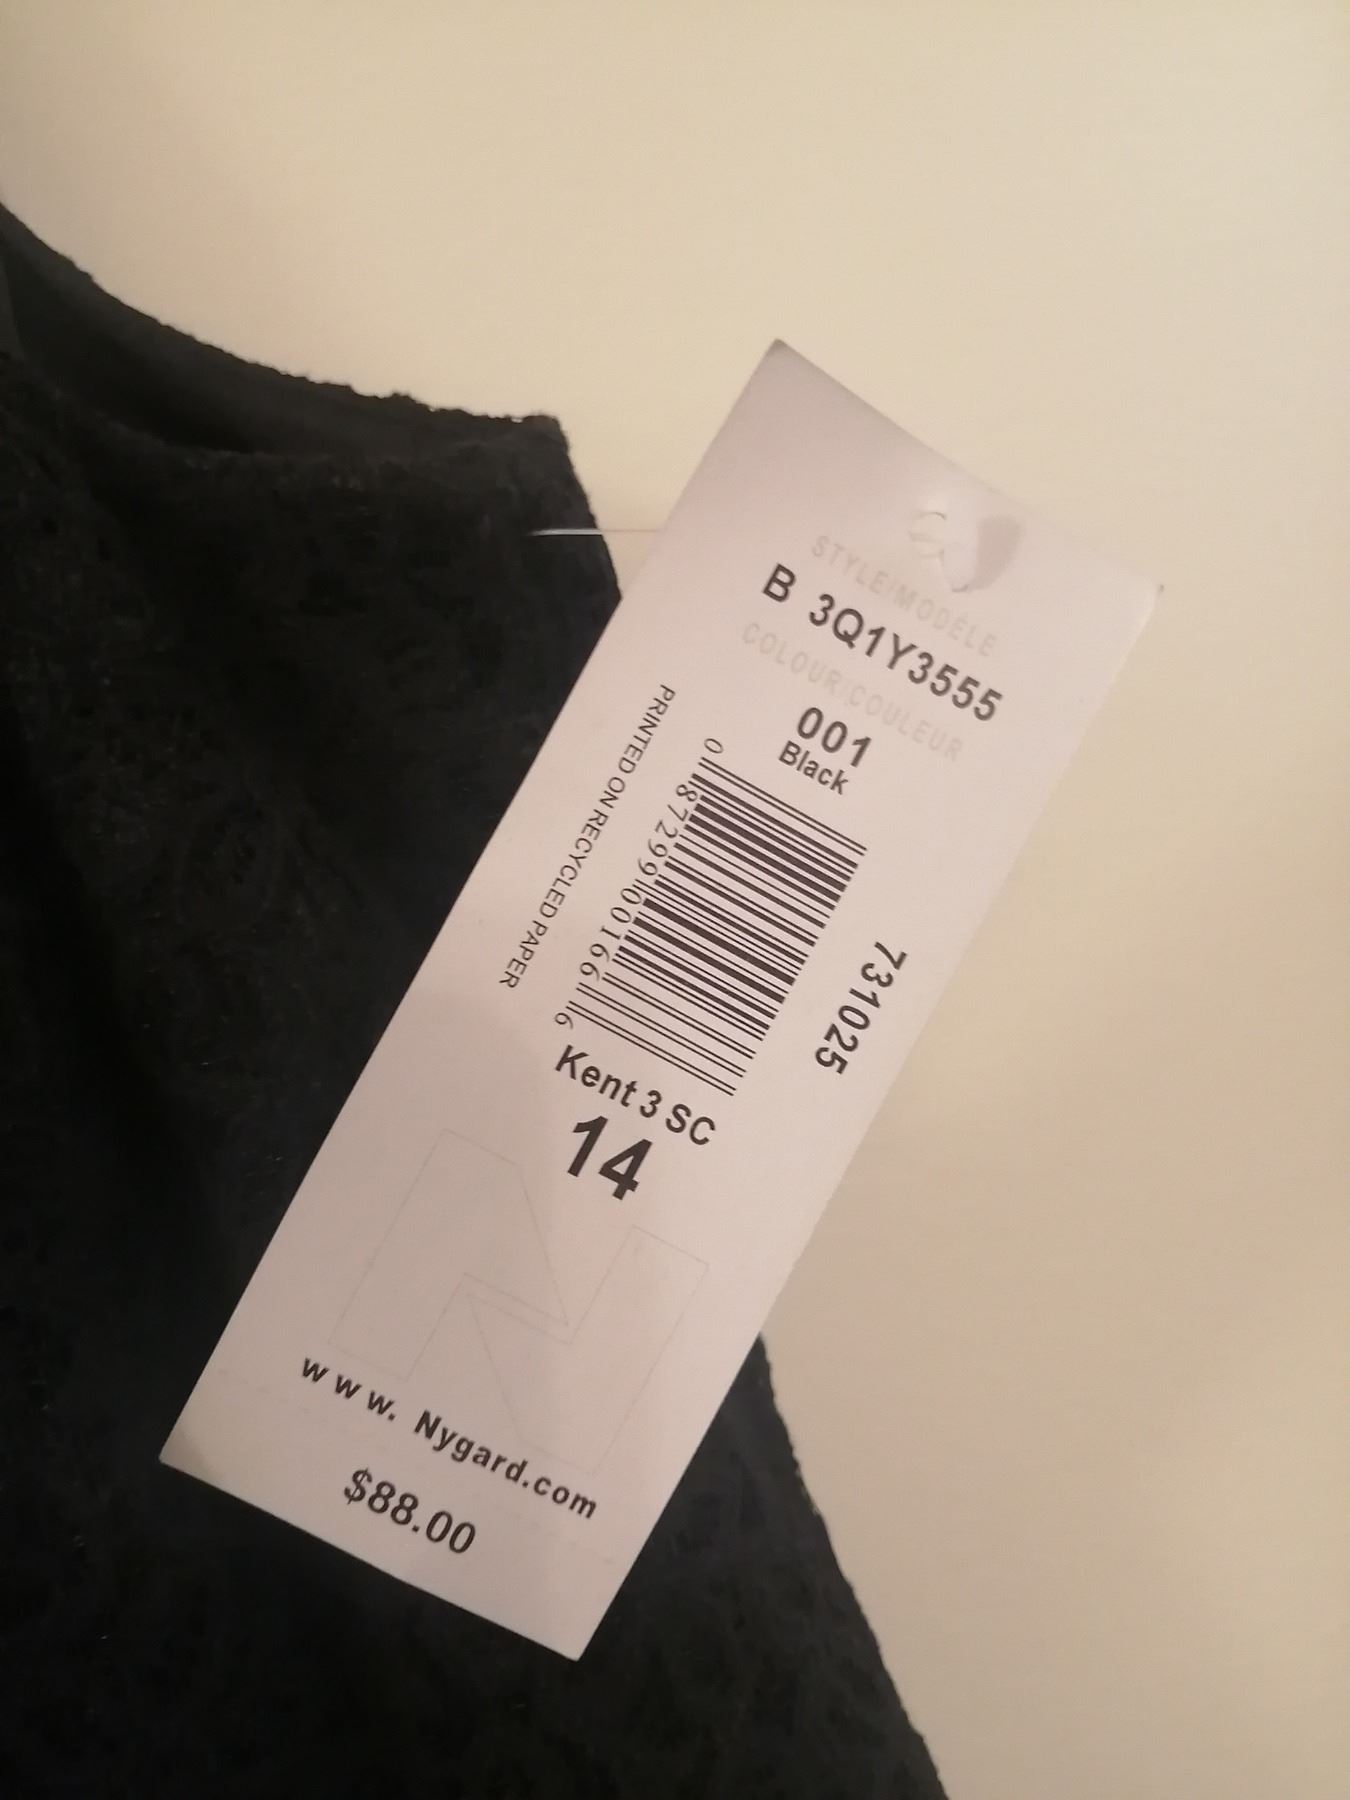 STYLE/MODÈLE
B 3Q1Y3555
COLOUR/COULEUR
001
Black
0 87299 00166 6
PRINTED ON RECYCLED PAPER
731025
Kent 3 SC
14
www. Nygard.com
$88.00